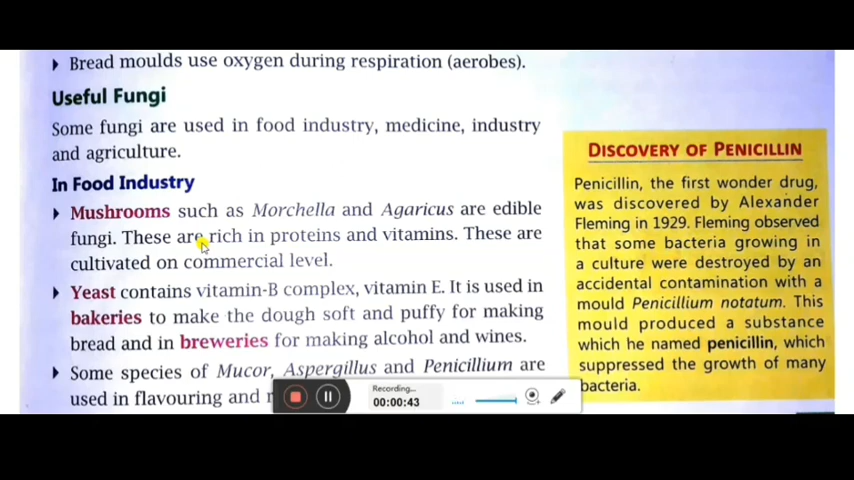 Bread moulds use oxygen during respiration (aerobes).
Useful Fungi
Some fungi are used in food industry, medicine, industry
and agriculture.
In Food Industry
Mushrooms such as Morchella and Agaricus are edible
fungi. These are rich in proteins and vitamins. These are
cultivated on commercial level.
Yeast contains vitamin-B complex, vitamin E. It is used in
bakeries to make the dough soft and puffy for making
bread and in breweries for making alcohol and wines.
Some species of Mucor, Aspergillus and Penicillium are
used in flavouring and
DISCOVERY OF PENICILLIN
Penicillin, the first wonder drug,
was discovered by Alexander
Fleming in 1929. Fleming observed
that some bacteria growing in
a culture were destroyed by an
accidental contamination with a
mould Penicillium notatum. This
mould produced a substance
which he named penicillin, which
suppressed the growth of many
bacteria.
Recording...
00:00:43